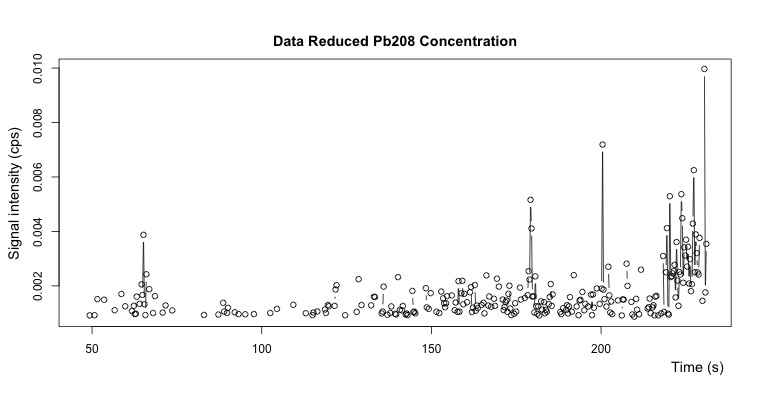 Data Reduced Pb208 Concentration
Signal intensity (cps)
0.010
0.008
0.006
0.004
0.002
50 100 150 200
Time (s)